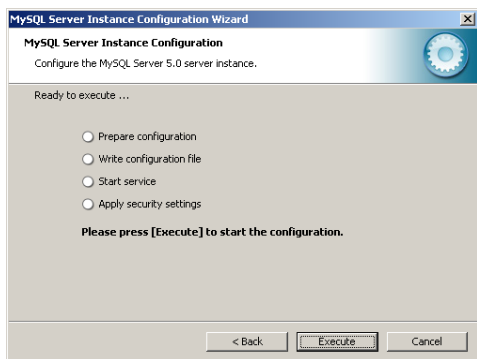 MySQL Server Instance Configuration Wizard
MySQL Server Instance Configuration
Configure the MySQL Server 5.0 server instance.
Ready to execute ...
Prepare configuration
Write configuration file
Start service
Apply security settings
Please press [Execute] to start the configuration.
< Back Execute Cancel